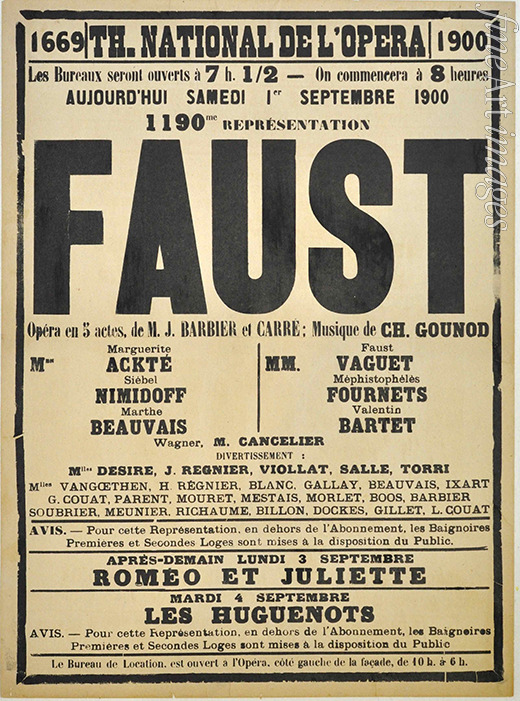 1669 TH. NATIONAL DE L'OPERA 1900
Les Bureaux seront ouverts à 7 h. 1/2 — On commencera à 8 heures
AUJOURD'HUI SAMEDI 1er SEPTEMBRE 1900
1190me REPRÉSENTATION
FAUST
Opéra en 5 actes, de M. J. BARBIER et CARRÉ; Musique de CH. GOUNOD
Marguerite
Mmes ACKTÉ
Siébel
NIMIDOFF
Marthe
BEAUVAIS
Faust
MM. VAGUET
Méphistophélès
FOURNETS
Valentin
BARTET
Wagner, M. CANCELIER
DIVERTISSEMENT :
Mlles DESIRE, J. REGNIER, VIOLLAT, SALLE, TORRI
Mlles VANGŒTHEN, H. RÉGNIER, BLANC, GALLAY, BEAUVAIS, IXART
G. COUAT, PARENT, MOURET, MESTAIS, MORLET, BOOS, BARBIER
SOUBRIER, MEUNIER, RICHAUME, BILLON, DOCKES, GILLET, L. COUAT
AVIS. — Pour cette Représentation, en dehors de l'Abonnement, les Baignoires
Premières et Secondes Loges sont mises à la disposition du Public.
APRÈS-DEMAIN LUNDI 3 SEPTEMBRE
ROMÉO ET JULIETTE
MARDI 4 SEPTEMBRE
LES HUGUENOTS
AVIS. — Pour cette Représentation, en dehors de l'Abonnement, les Baignoires
Premières et Secondes Loges sont mises à la disposition du Public
Le Bureau de Location, est ouvert à l'Opéra, côté gauche de la façade, de 10 h. à 6 h.
fineArtimages